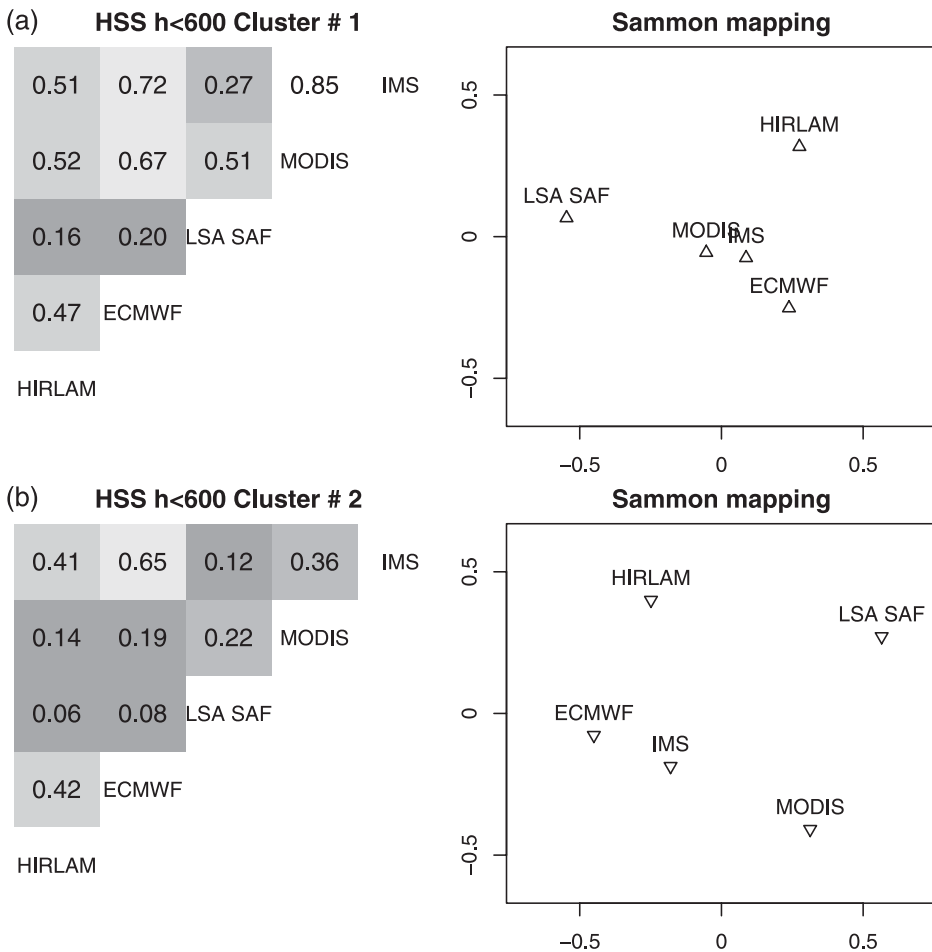 (a) HSS h<600 Cluster # 1
0.51 0.72 0.27 0.85 IMS
0.52 0.67 0.51 MODIS
0.16 0.20 LSA SAF
0.47 ECMWF
HIRLAM
Sammon mapping
0.5
0
−0.5
HIRLAM
LSA SAF
MODIS
IMS
ECMWF
−0.5 0 0.5
(b) HSS h<600 Cluster # 2
0.41 0.65 0.12 0.36 IMS
0.14 0.19 0.22 MODIS
0.06 0.08 LSA SAF
0.42 ECMWF
HIRLAM
Sammon mapping
0.5
0
−0.5
HIRLAM
LSA SAF
ECMWF
IMS
MODIS
−0.5 0 0.5